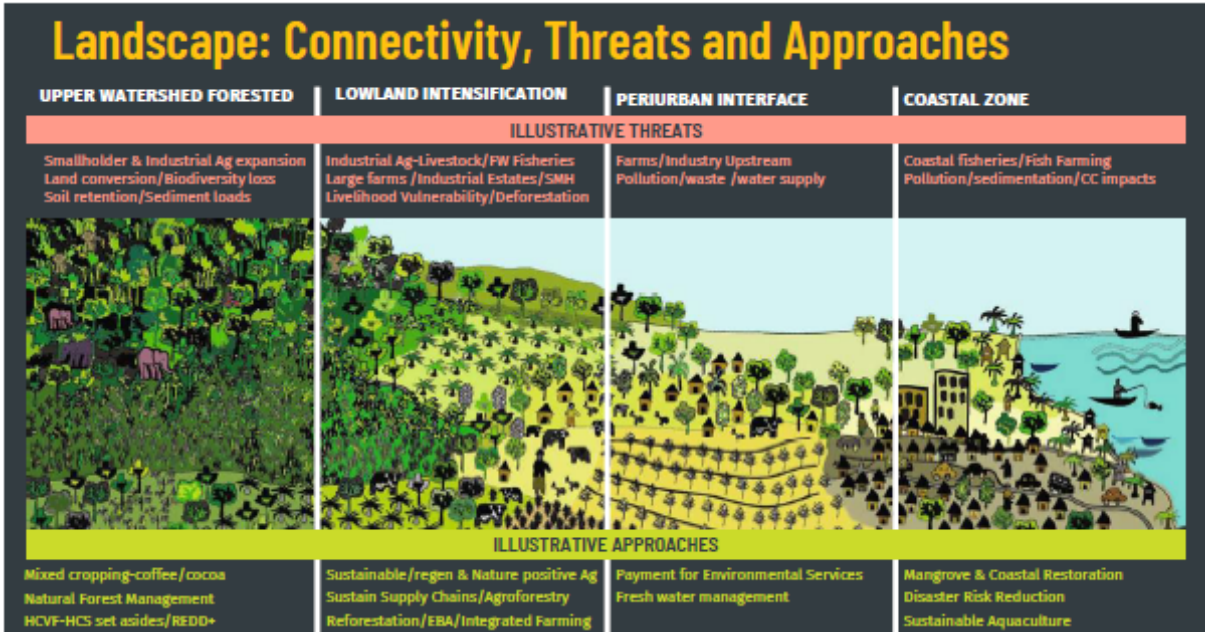 Landscape: Connectivity, Threats and Approaches
UPPER WATERSHED FORESTED
LOWLAND INTENSIFICATION
PERIURBAN INTERFACE
COASTAL ZONE
ILLUSTRATIVE THREATS
Smallholder & Industrial Ag expansion
Land conversion/Biodiversity loss
Soil retention/Sediment loads
Industrial Ag-Livestock/FW Fisheries
Large farms /Industrial Estates/SMH
Livelihood Vulnerability/Deforestation
Farms/Industry Upstream
Pollution/waste /water supply
Coastal fisheries/Fish Farming
Pollution/sedimentation/CC impacts
ILLUSTRATIVE APPROACHES
Mixed cropping-coffee/cocoa
Natural Forest Management
HCVF-HCS set asides/REDD+
Sustainable/regen & Nature positive Ag
Sustain Supply Chains/Agroforestry
Reforestation/EBA/Integrated Farming
Payment for Environmental Services
Fresh water management
Mangrove & Coastal Restoration
Disaster Risk Reduction
Sustainable Aquaculture